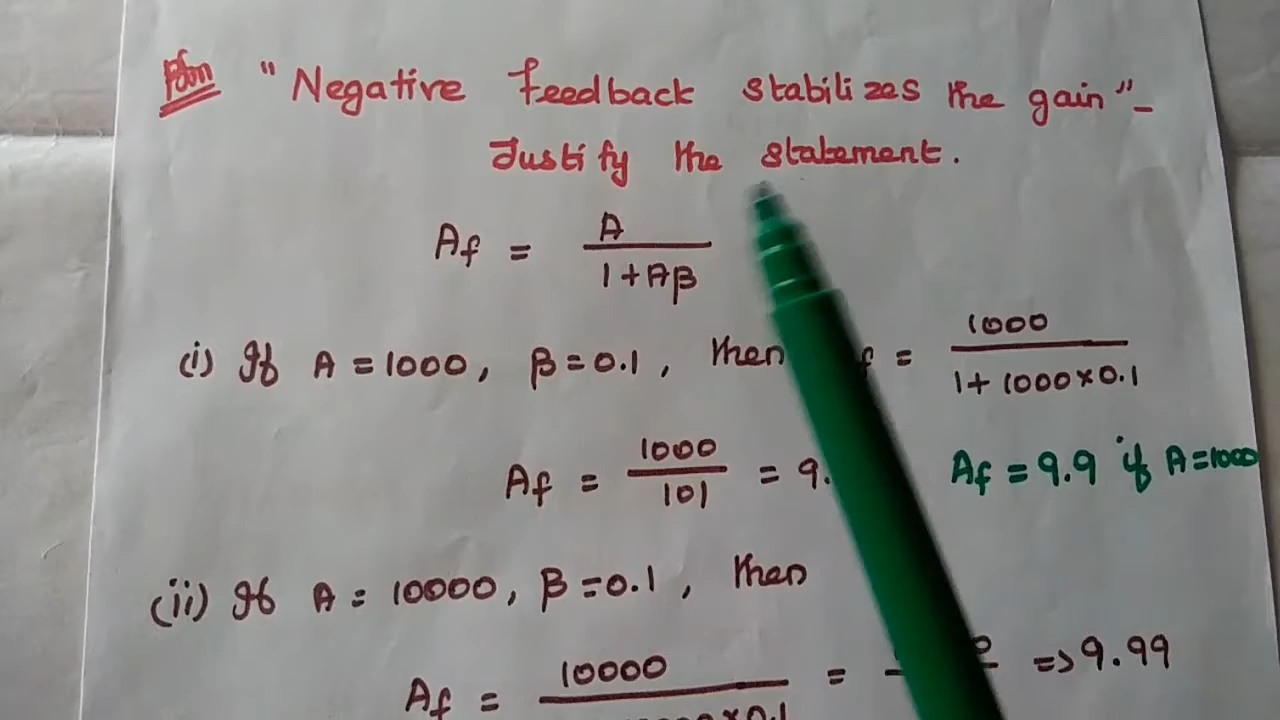 "Negative feedback stabilizes the gain" -
Justify the statement.
Af = A / 1+Aβ
(i) If A = 1000, β = 0.1, then f = 1000 / 1 + 1000 × 0.1
Af = 1000 / 101 = 9.
Af = 9.9 if A = 1000
(ii) If A = 10000, β = 0.1, then
Af = 10000 / ×0.1 = => 9.99